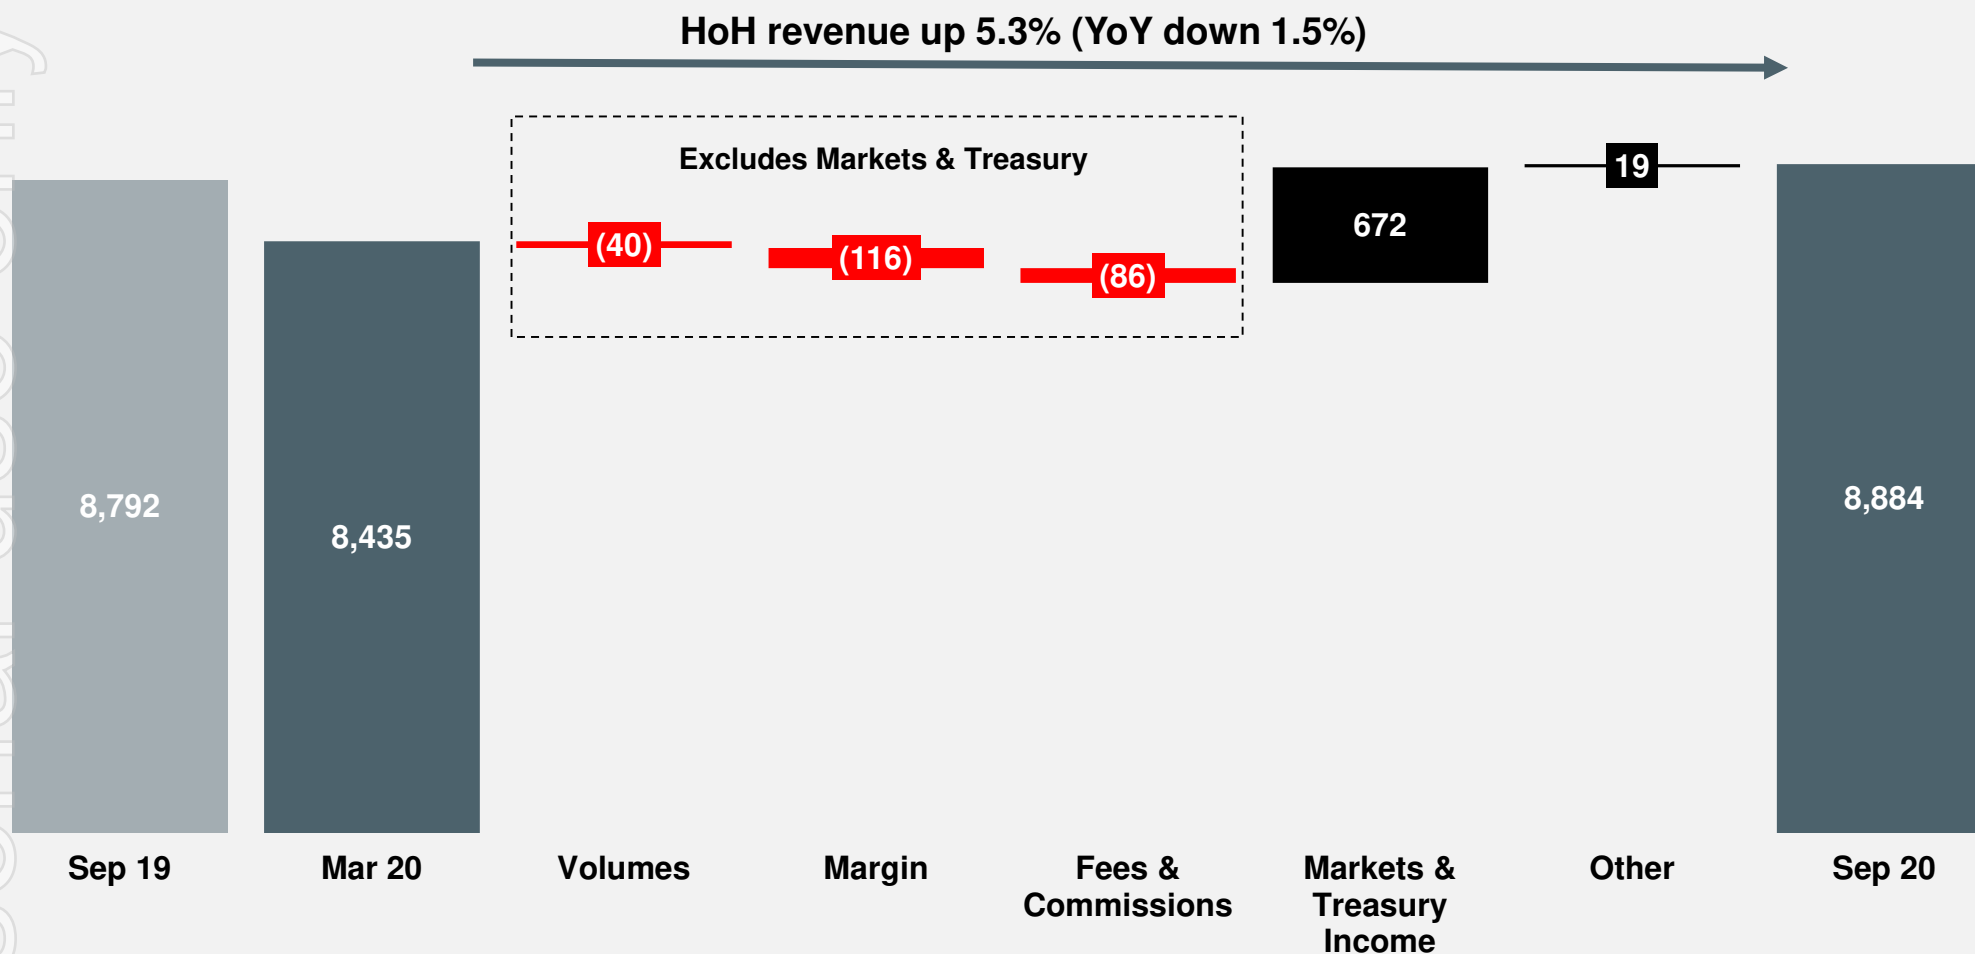 HoH revenue up 5.3% (YoY down 1.5%)
Excludes Markets & Treasury
(40)
(116)
(86)
672
19
8,792
8,435
8,884
Sep 19
Mar 20
Volumes
Margin
Fees &
Commissions
Markets &
Treasury
Income
Other
Sep 20